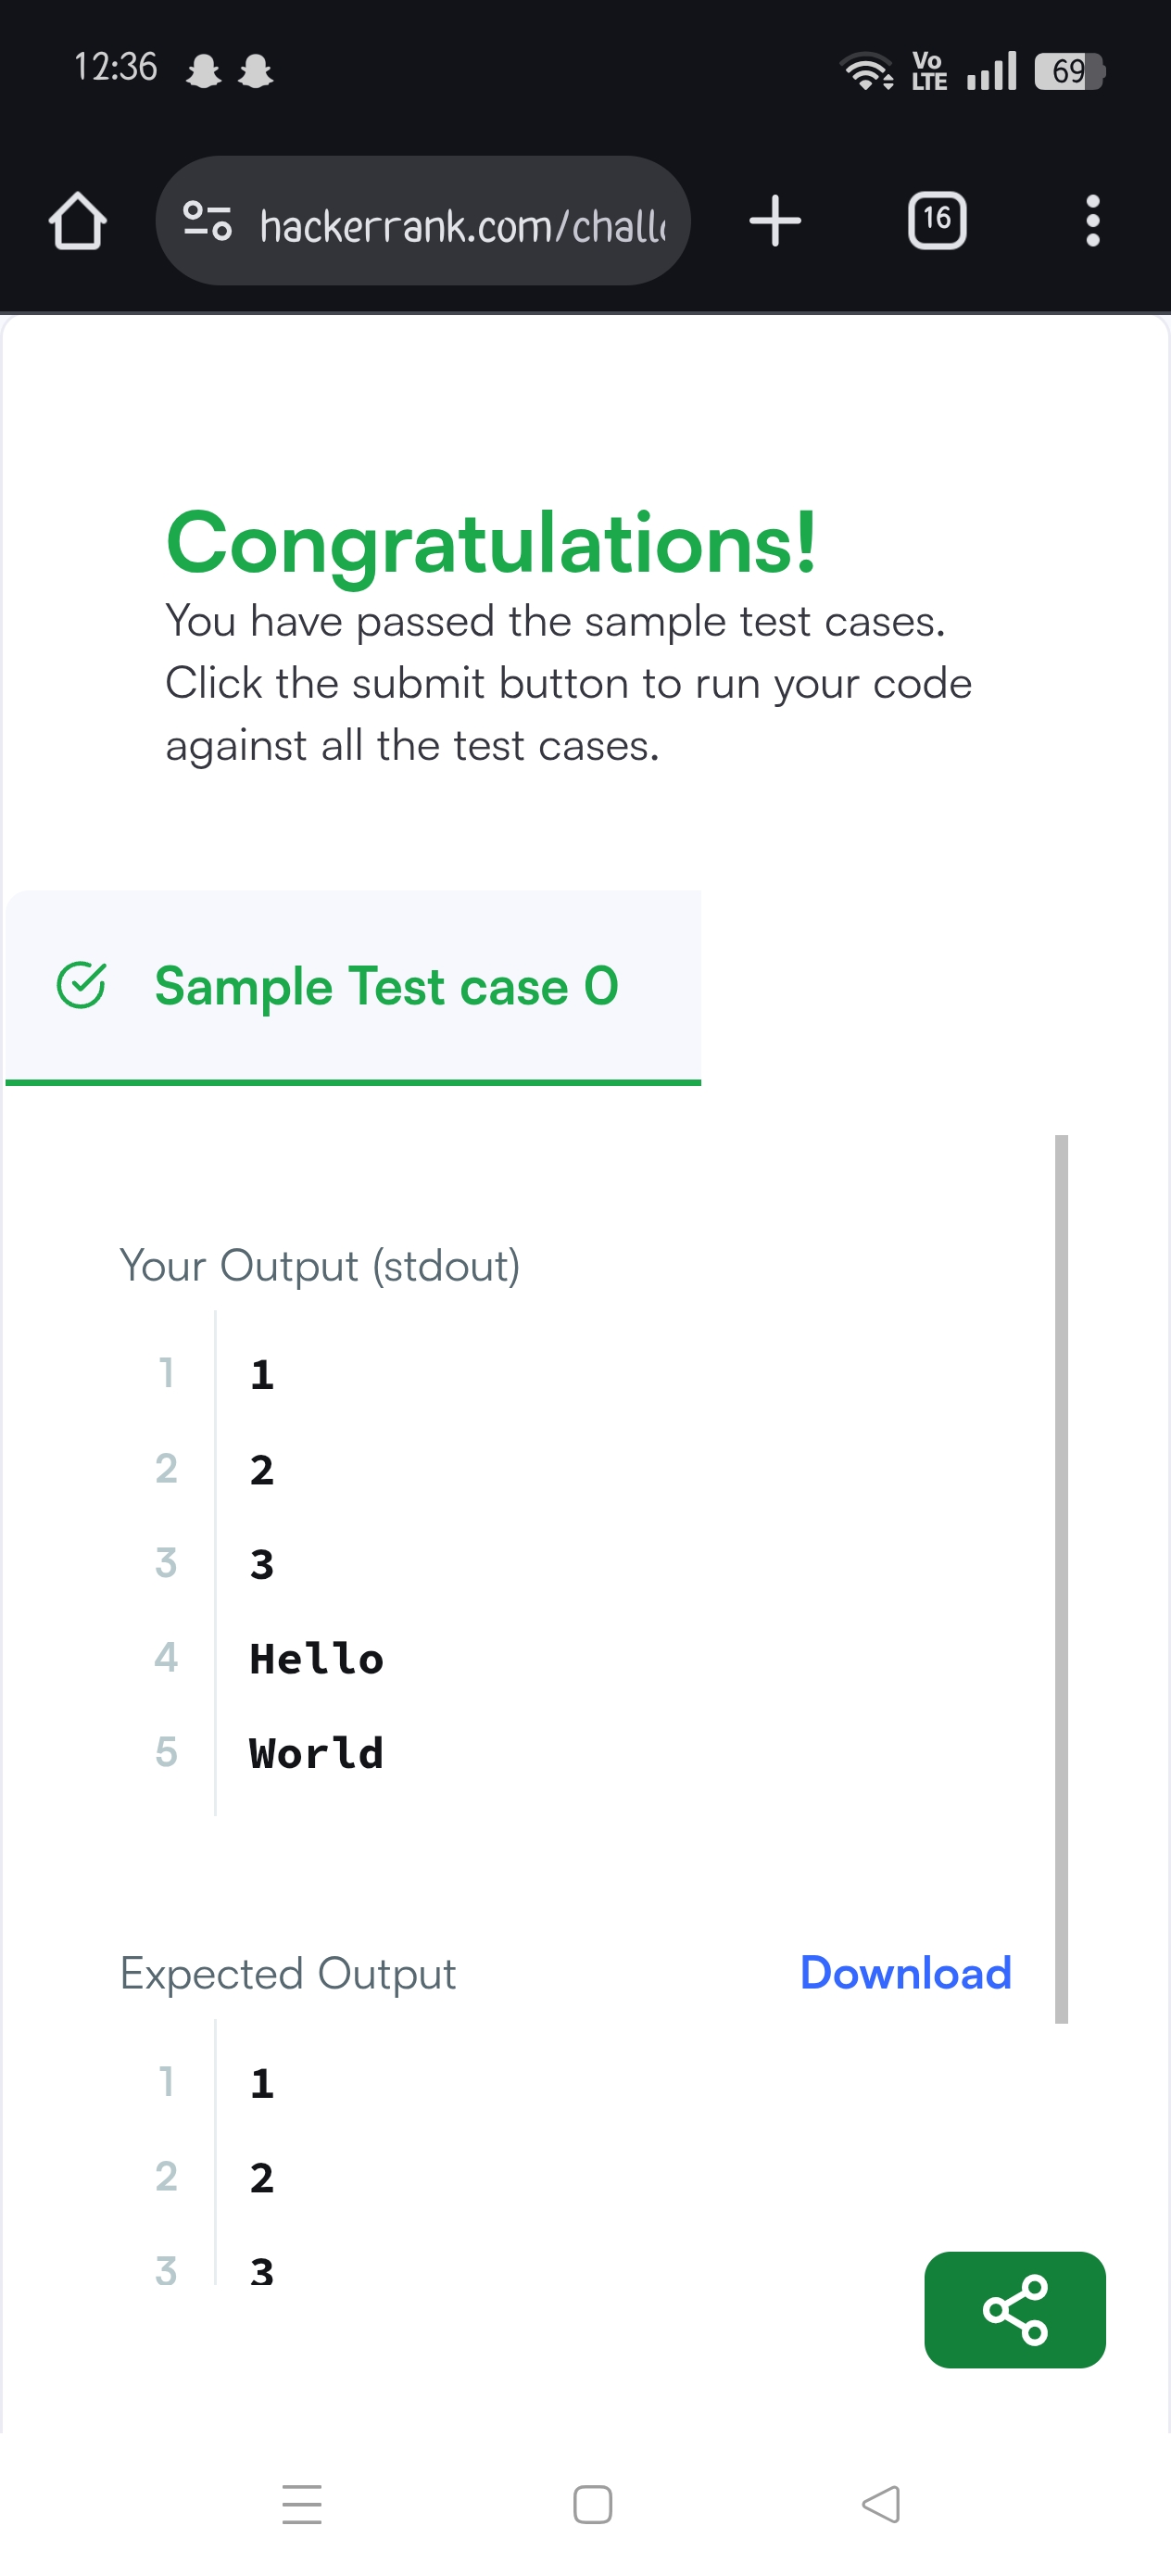 12:36
Vo
LTE
69
hackerrank.com/chall
16
Congratulations!
You have passed the sample test cases.
Click the submit button to run your code
against all the test cases.
Sample Test case 0
Your Output (stdout)
1 1
2 2
3 3
4 Hello
5 World
Expected Output Download
1 1
2 2
3 3